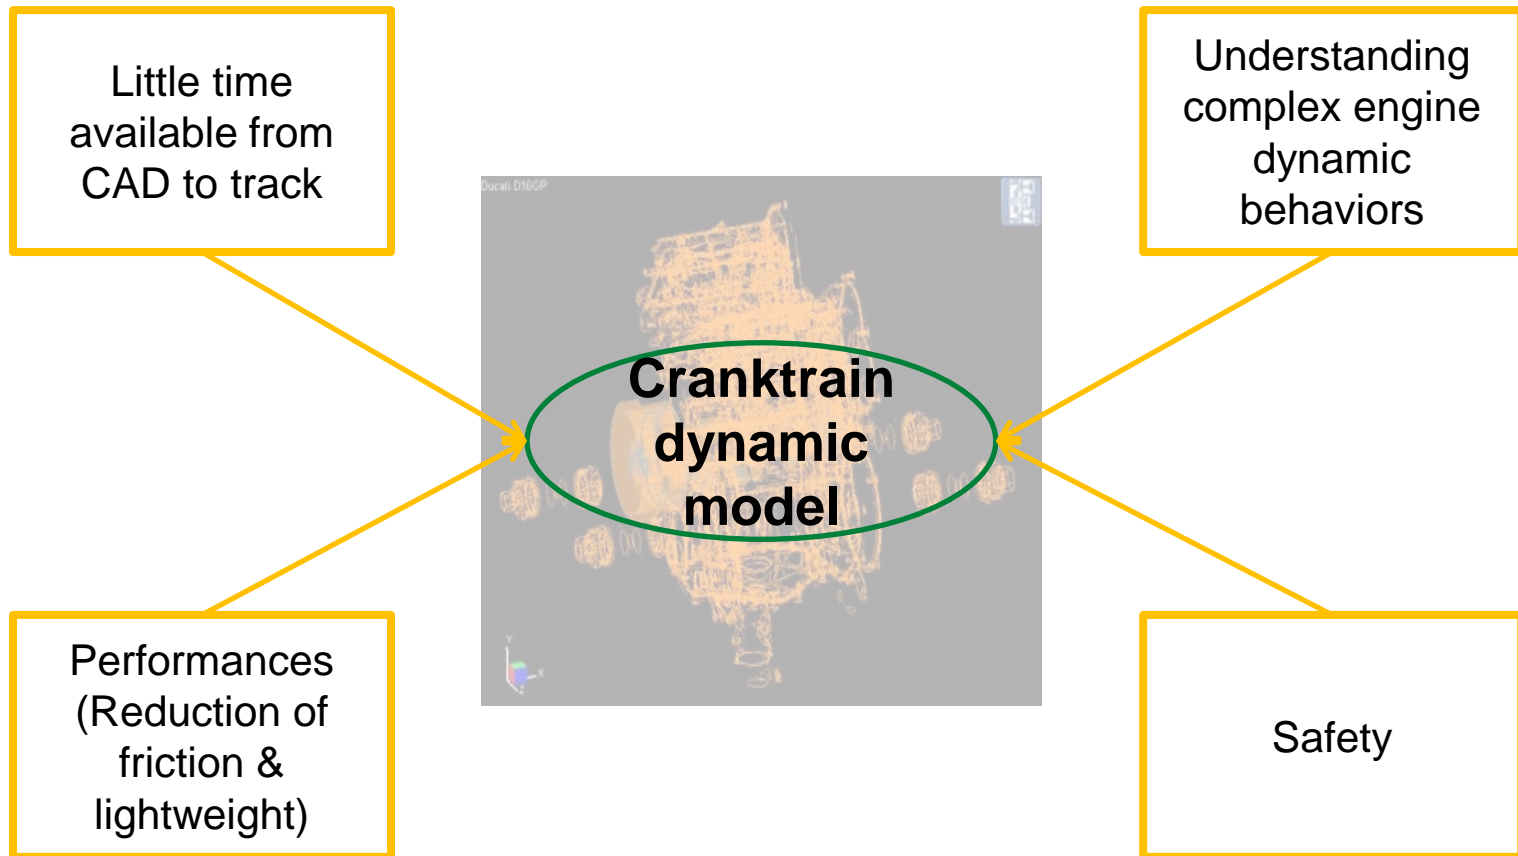 Little time
available from
CAD to track
Understanding
complex engine
dynamic
behaviors
Ducati D16GP
Cranktrain
dynamic
model
Y
X
Z
Performances
(Reduction of
friction &
lightweight)
Safety